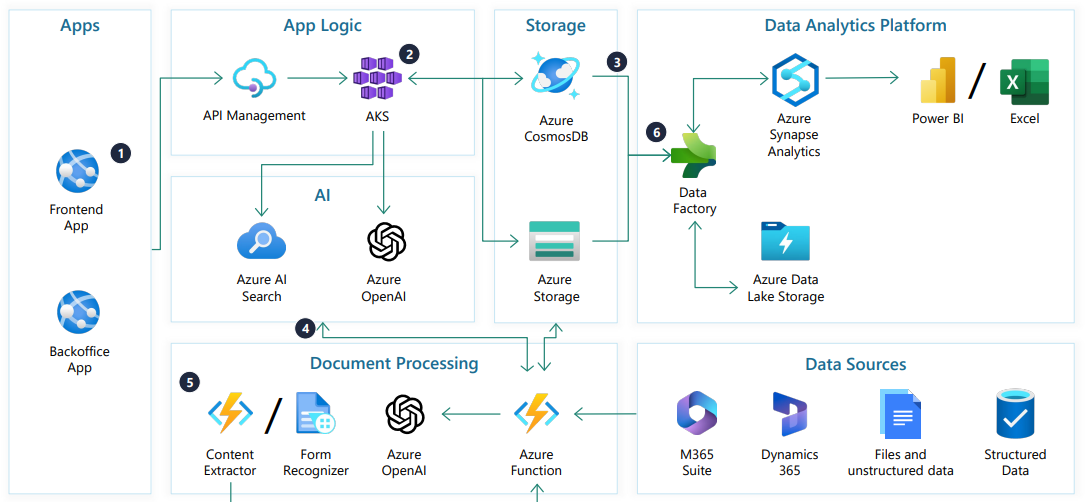 Apps
App Logic
Storage
Data Analytics Platform
2
3
API Management
AKS
Azure
CosmosDB
Azure
Synapse
Analytics
Power BI
/
X
Excel
1
6
Frontend
App
Data
Factory
AI
Azure AI
Search
Azure
OpenAI
Azure
Storage
Azure Data
Lake Storage
Backoffice
App
4
Document Processing
Data Sources
5
/
Content
Extractor
Form
Recognizer
Azure
OpenAI
Azure
Function
M365
Suite
Dynamics
365
Files and
unstructured data
Structured
Data